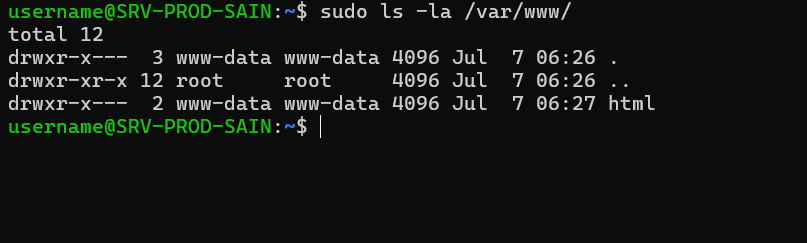 username@SRV-PROD-SAIN:~$ sudo ls -la /var/www/
total 12
drwxr-x---  3 www-data www-data 4096 Jul  7 06:26 .
drwxr-xr-x 12 root     root     4096 Jul  7 06:26 ..
drwxr-x---  2 www-data www-data 4096 Jul  7 06:27 html
username@SRV-PROD-SAIN:~$